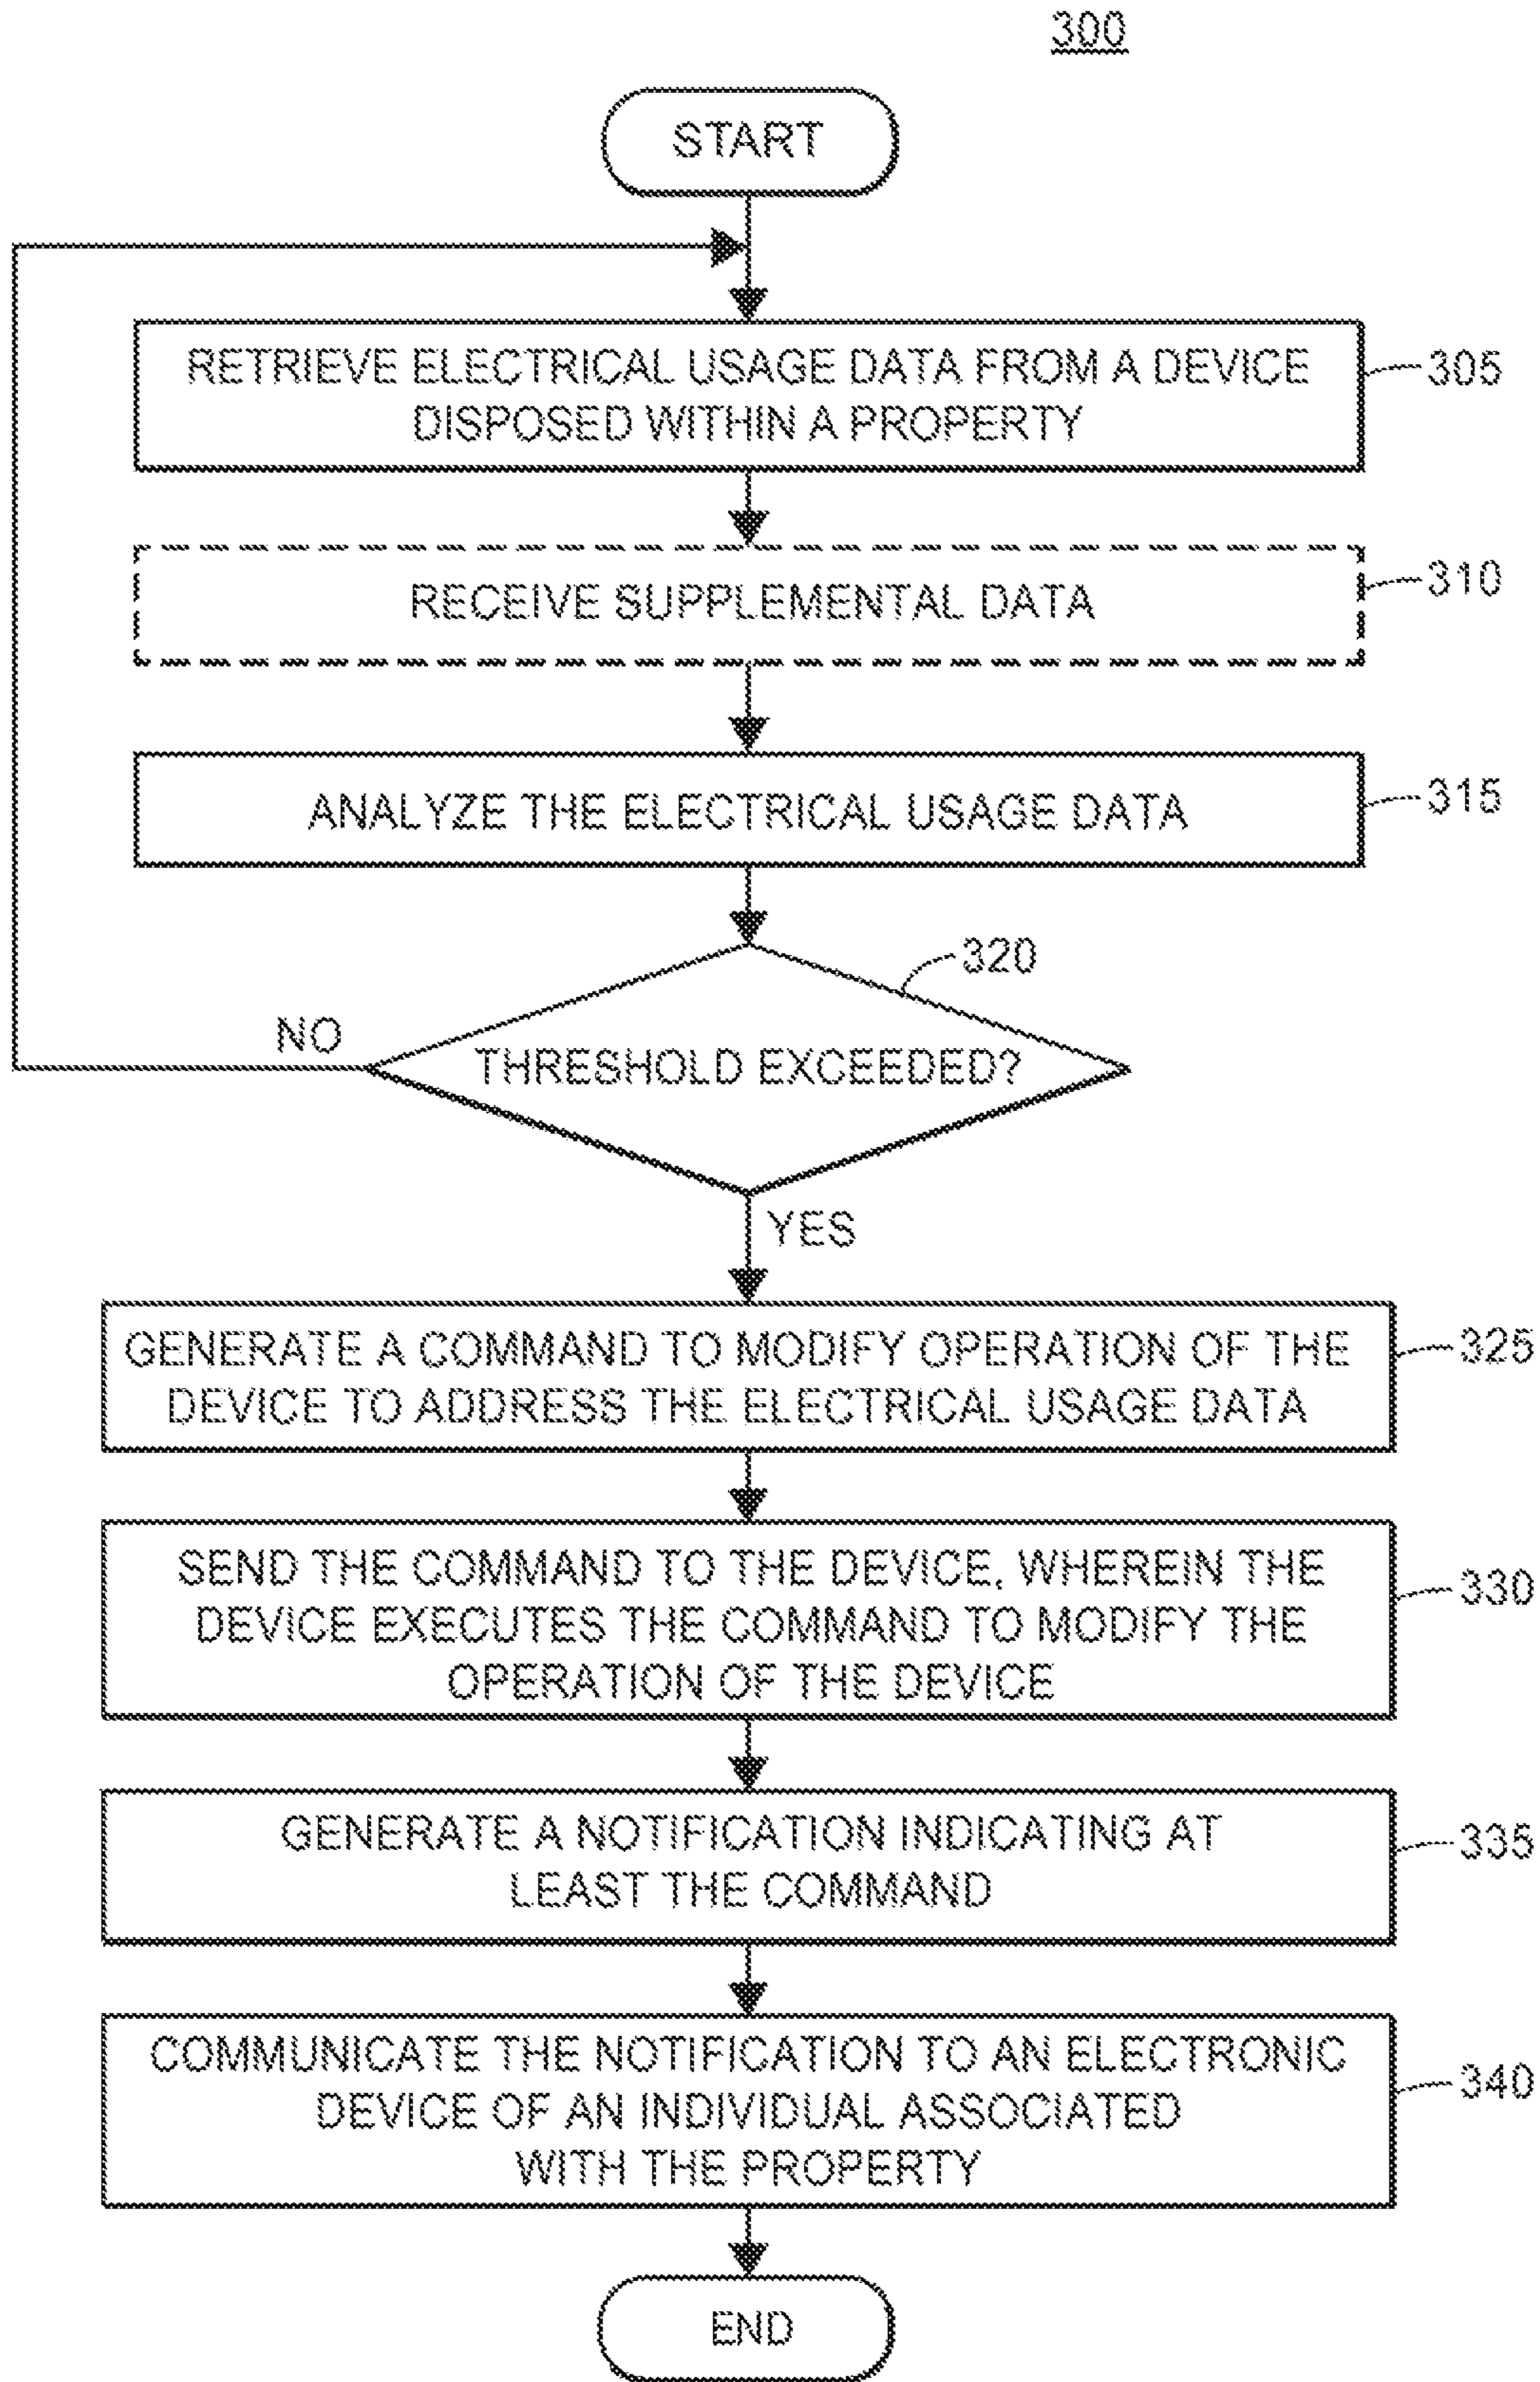 300
START
RETRIEVE ELECTRICAL USAGE DATA FROM A DEVICE
DISPOSED WITHIN A PROPERTY
305
RECEIVE SUPPLEMENTAL DATA
310
ANALYZE THE ELECTRICAL USAGE DATA
315
320
NO
THRESHOLD EXCEEDED?
YES
GENERATE A COMMAND TO MODIFY OPERATION OF THE
DEVICE TO ADDRESS THE ELECTRICAL USAGE DATA
325
SEND THE COMMAND TO THE DEVICE, WHEREIN THE
DEVICE EXECUTES THE COMMAND TO MODIFY THE
OPERATION OF THE DEVICE
330
GENERATE A NOTIFICATION INDICATING AT
LEAST THE COMMAND
335
COMMUNICATE THE NOTIFICATION TO AN ELECTRONIC
DEVICE OF AN INDIVIDUAL ASSOCIATED
WITH THE PROPERTY
340
END